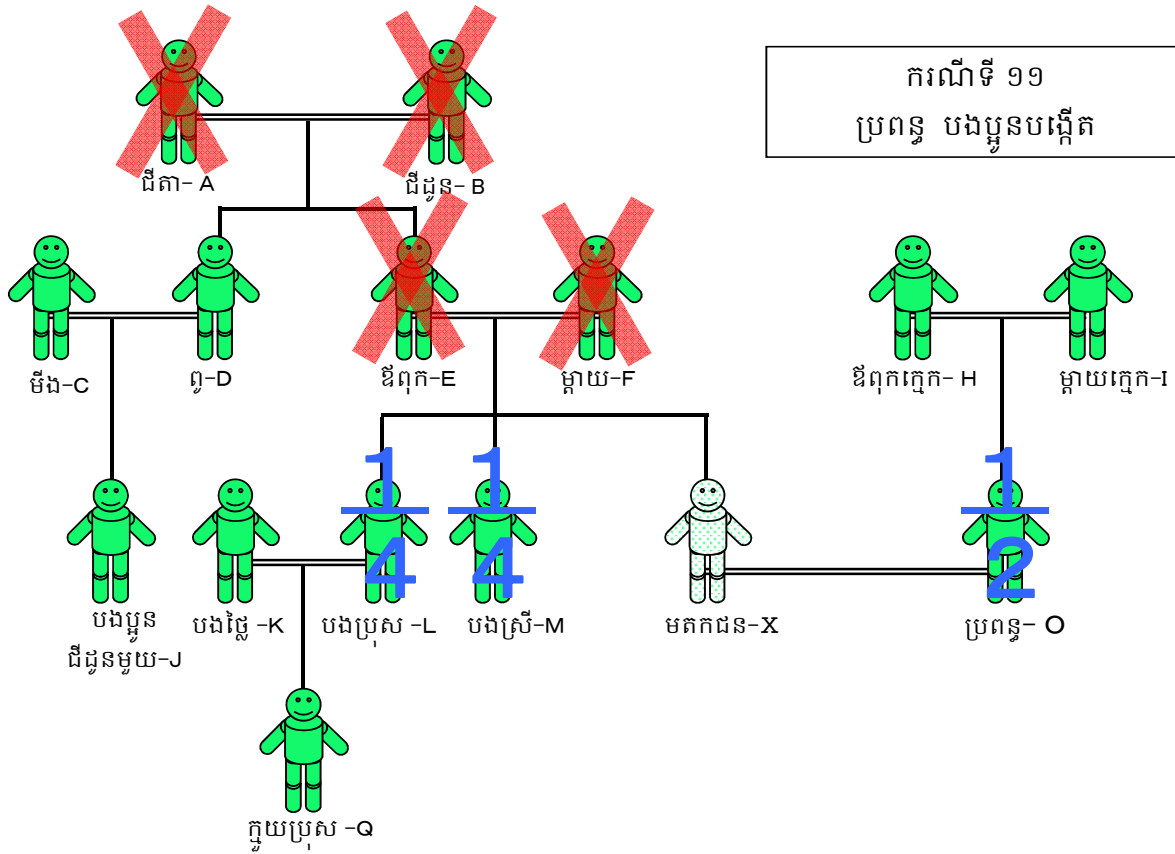 ករណីទី ១១
ប្រពន្ធ បងប្អូនបង្កើត
ជីតា- A
ជីដូន- B
មីង-C
ពូ-D
ឪពុក-E
ម្តាយ-F
ឪពុកក្មេក- H
ម្តាយក្មេក-I
1
4
1
4
1
2
បងប្អូន
ជីដូនមួយ-J
បងថ្លៃ -K
បងប្រុស -L
បងស្រី-M
មតកជន-X
ប្រពន្ធ- O
ក្មួយប្រុស -Q